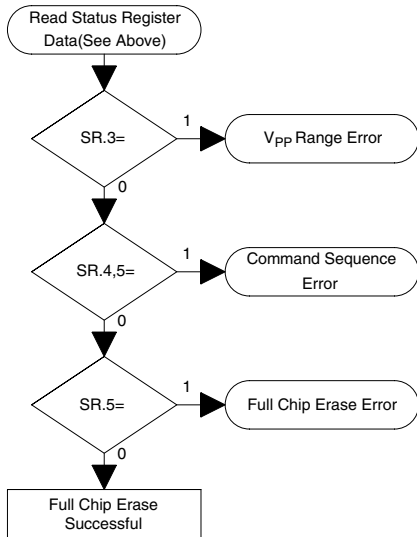 Read Status Register
Data(See Above)
SR.3=
1
VPP Range Error
0
SR.4,5=
1
Command Sequence
Error
0
SR.5=
1
Full Chip Erase Error
0
Full Chip Erase
Successful